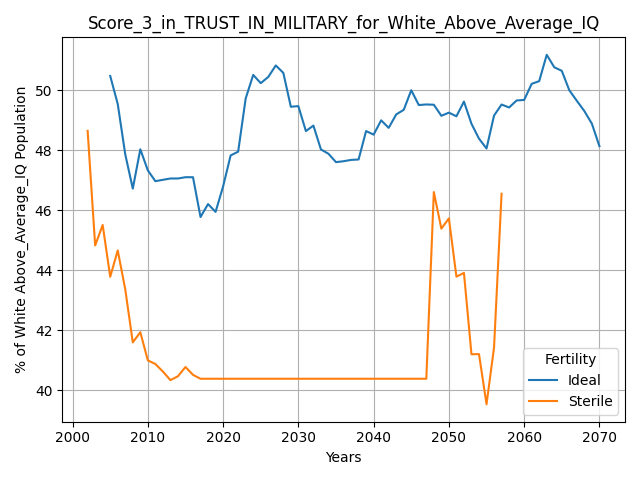 Score_3_in_TRUST_IN_MILITARY_for_White_Above_Average_IQ
% of White Above_Average_IQ Population
50
48
46
44
42
40
Fertility
Ideal
Sterile
2000 2010 2020 2030 2040 2050 2060 2070
Years